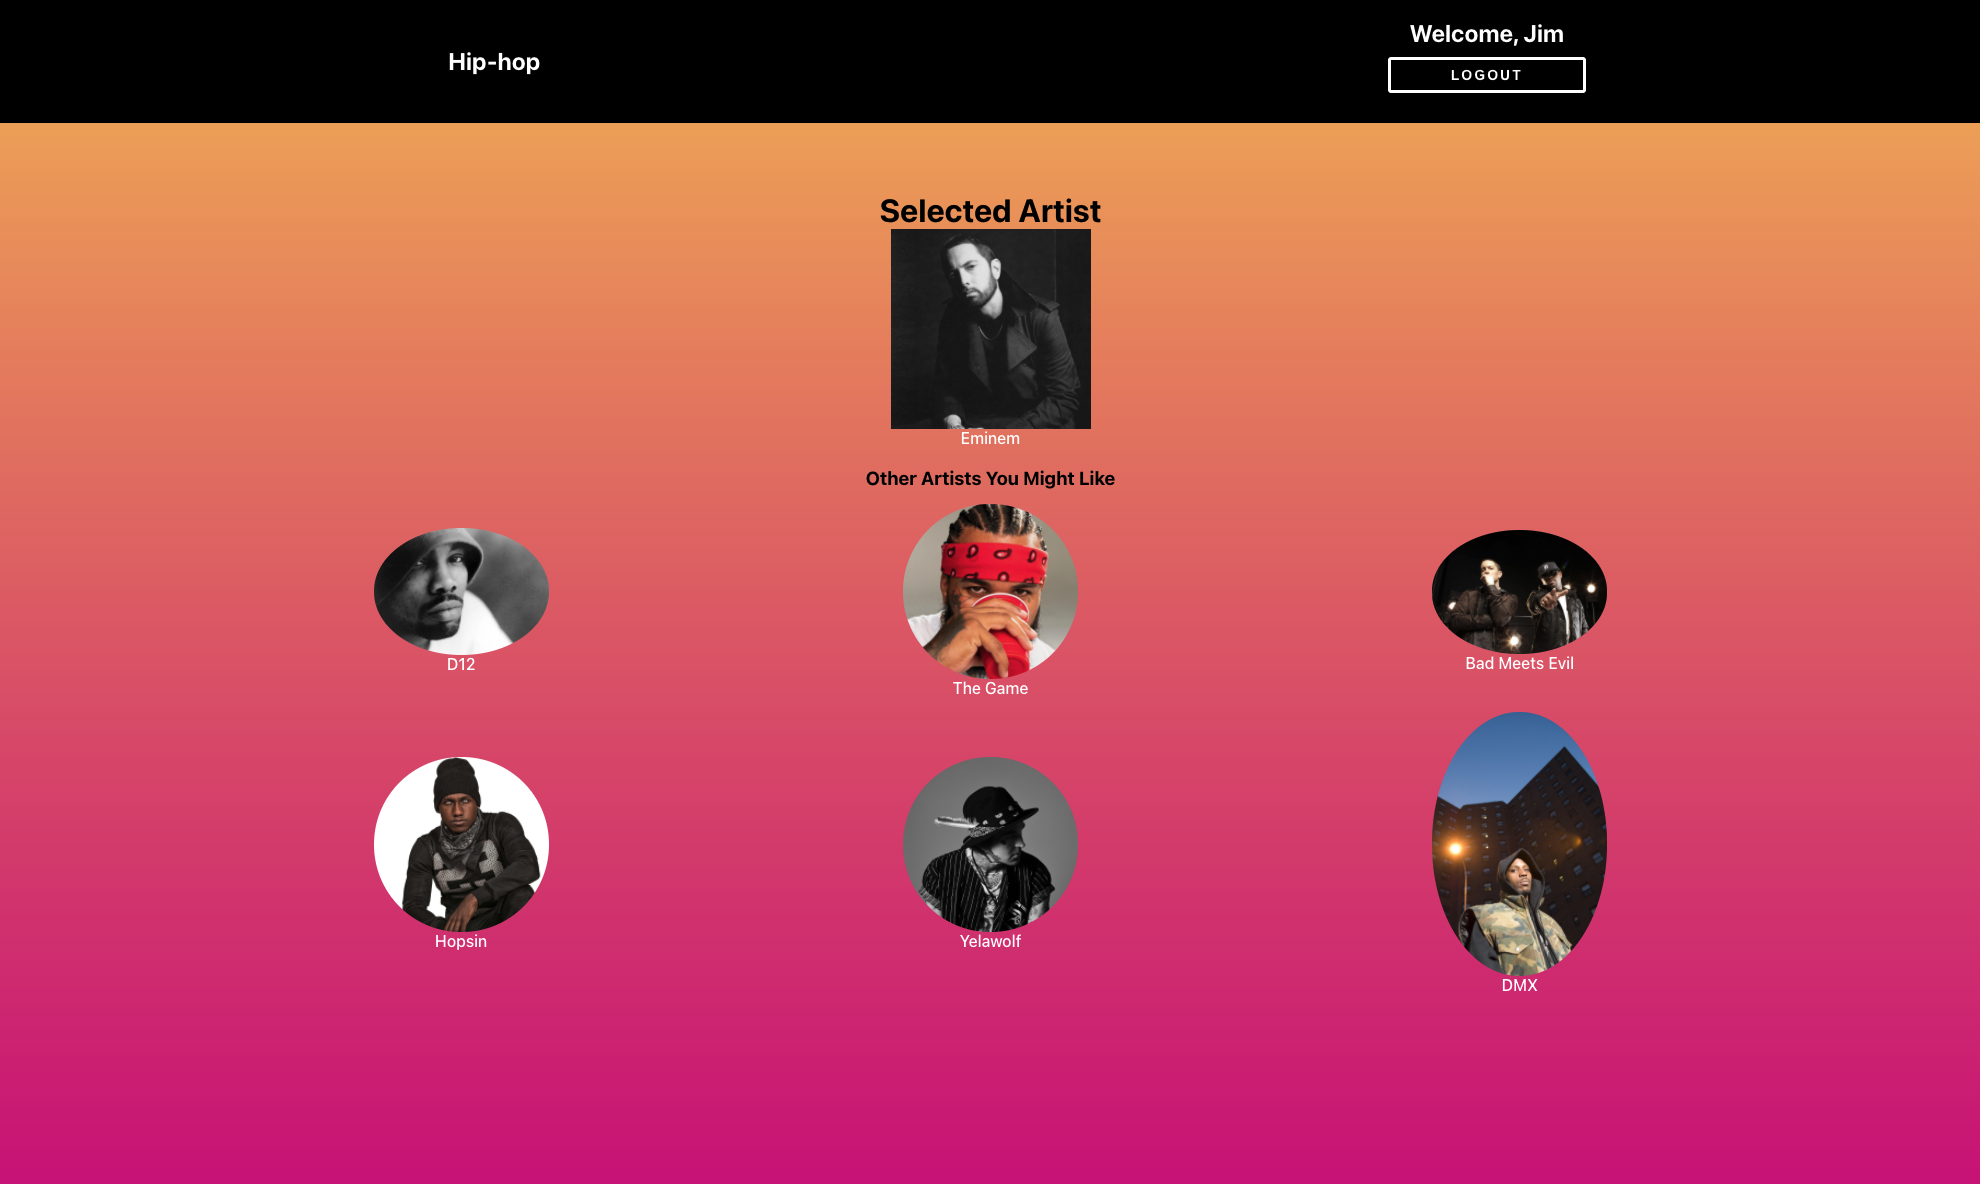 Hip-hop
Welcome, Jim
LOGOUT
Selected Artist
Eminem
Other Artists You Might Like
D12
The Game
Bad Meets Evil
Hopsin
Yelawolf
DMX